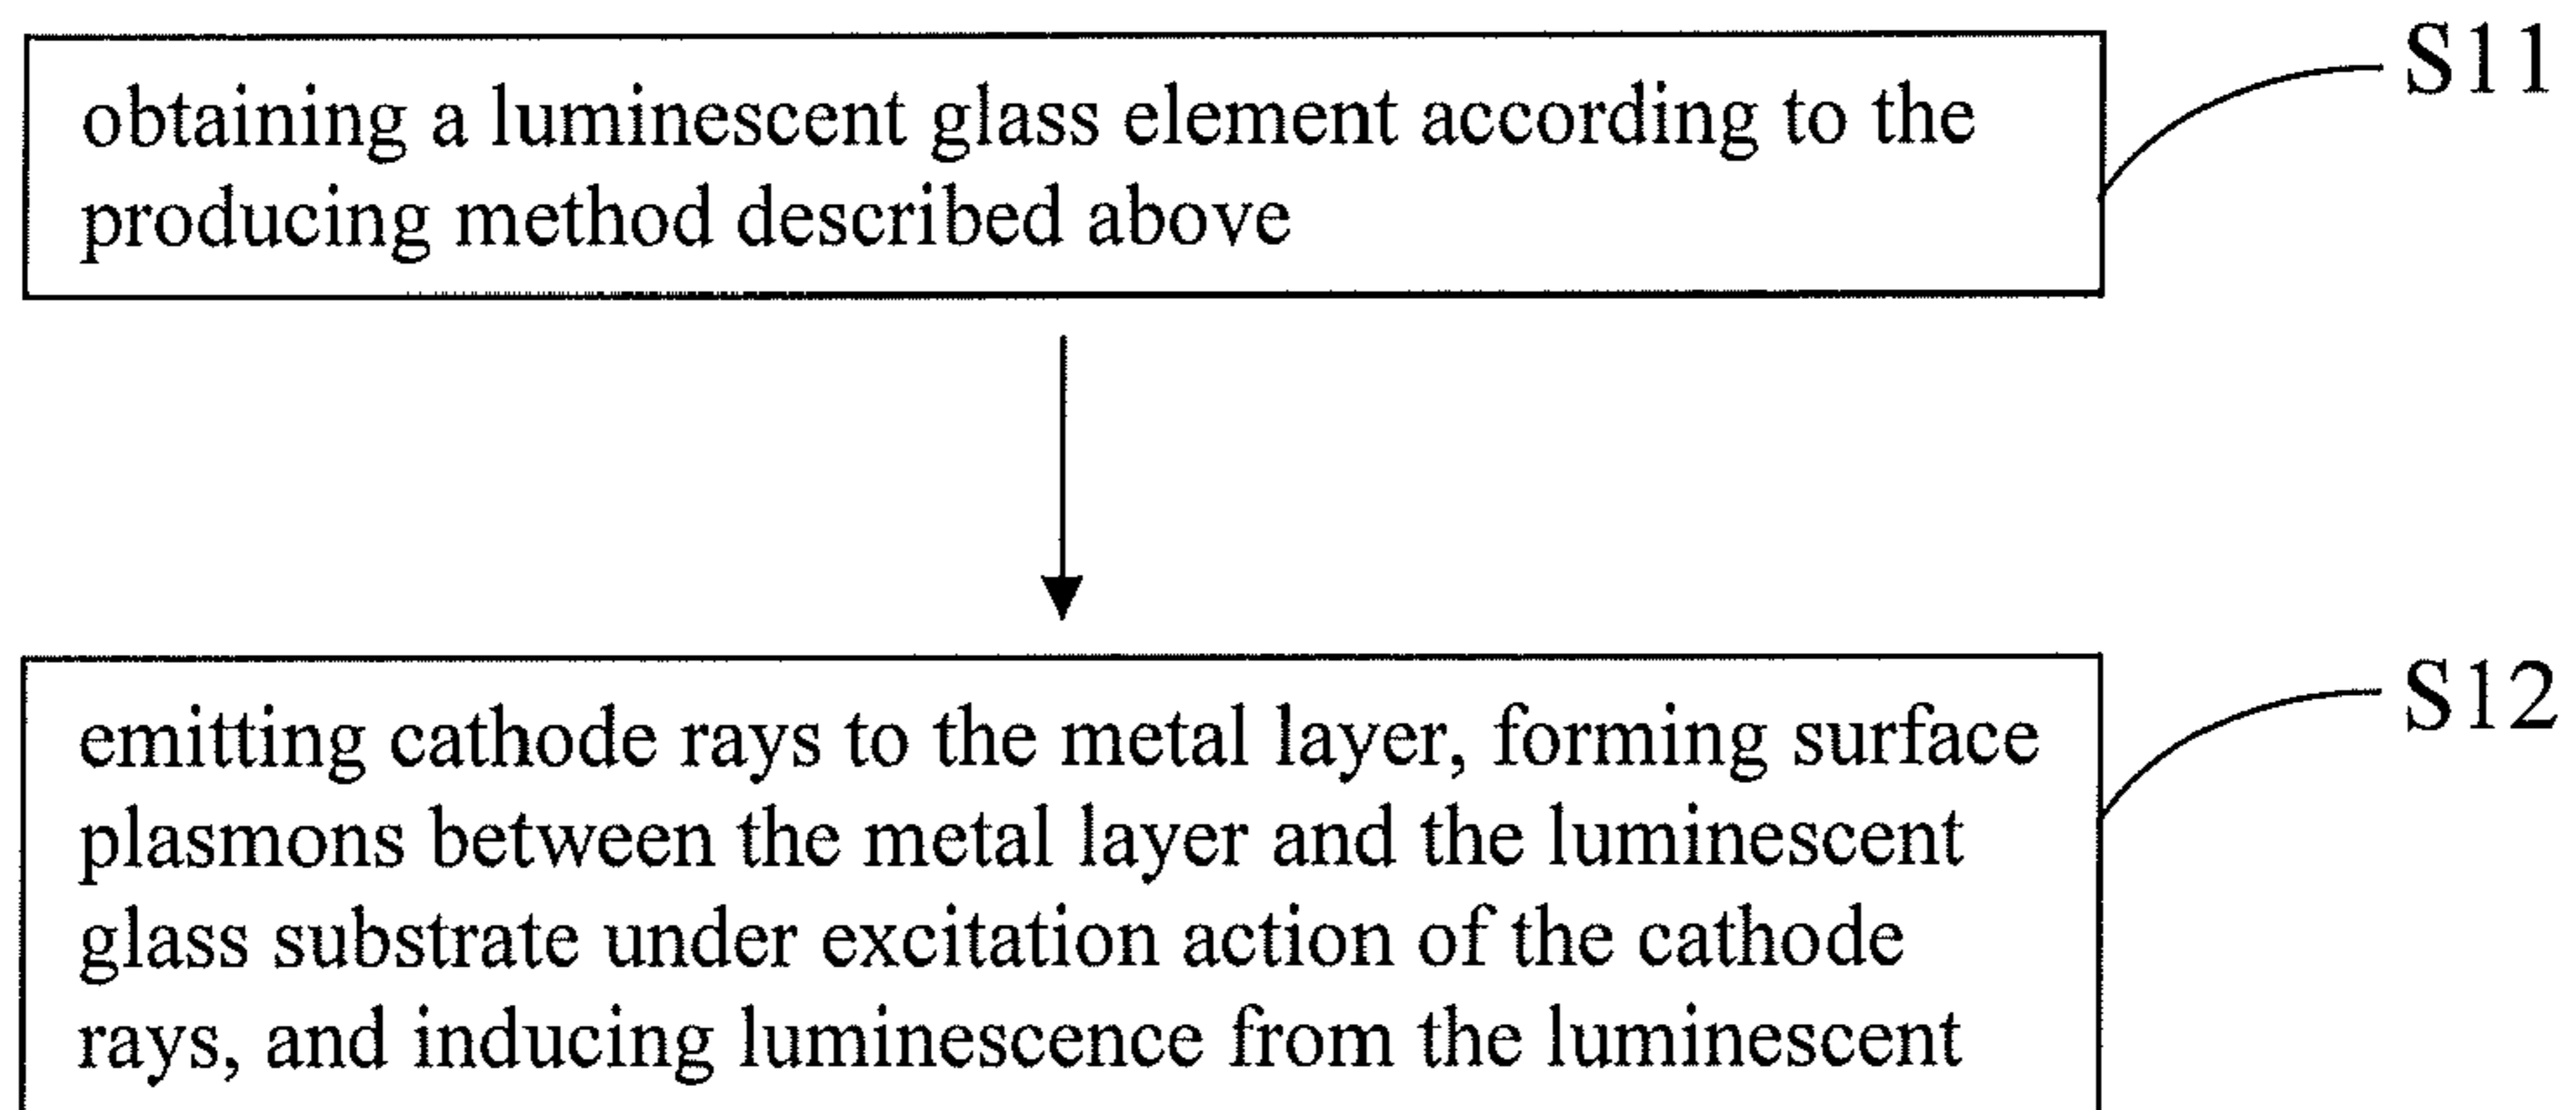 S11
obtaining a luminescent glass element according to the
producing method described above
S12
emitting cathode rays to the metal layer, forming surface
plasmons between the metal layer and the luminescent
glass substrate under excitation action of the cathode
rays, and inducing luminescence from the luminescent